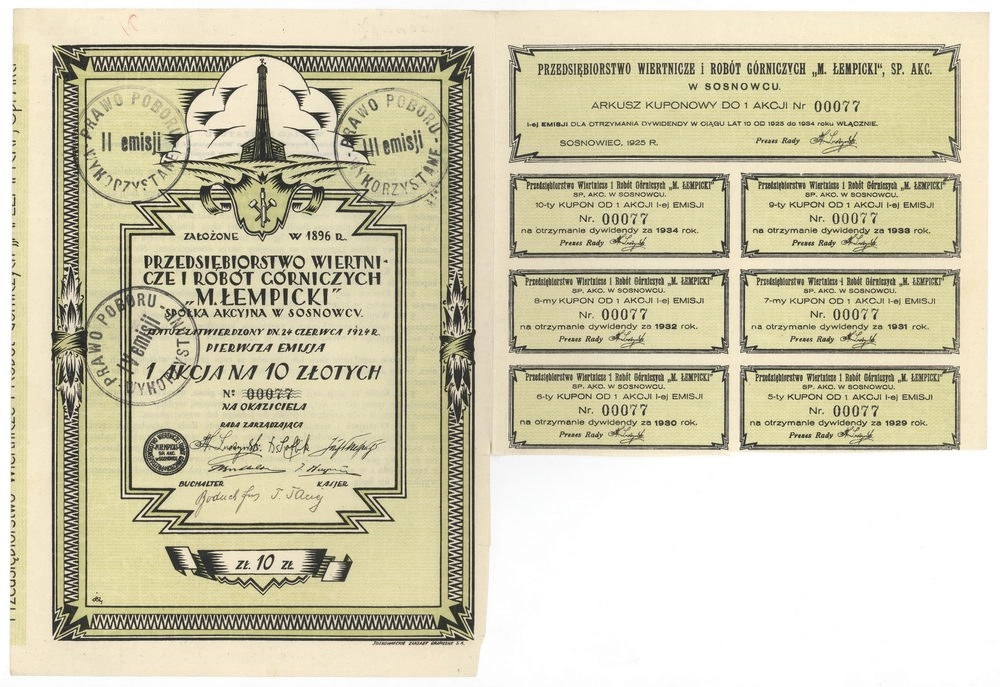 PRAWO POBORU
II emisji
WYKORZYSTANE
PRAWO POBORU
III emisji
WYKORZYSTANE
ZAŁOŻONE W 1896 R.
PRZEDSIĘBIORSTWO WIERTNI-
CZE I ROBÓT GÓRNICZYCH
„M. ŁEMPICKI”
SPÓŁKA AKCYJNA W SOSNOWCV.
STATUT ZATWIERDZONY DN. 24 CZERWCA 1924 R.
PRAWO POBORU
IV emisji
WYKORZYSTANE
PIERWSZA EMISJA
1 AKCJA NA 10 ZŁOTYCH
Nº 00077
NA OKAZICIELA
RADA ZARZĄDZAJĄCA
BUCHALTER KASJER
ZŁ. 10 ZŁ.
SOSNOWIECKIE ZAKŁADY GRAFICZNE S.A.
PRZEDSIĘBIORSTWO WIERTNICZE i ROBÓT GÓRNICZYCH „M. ŁEMPICKI”, SP. AKC.
W SOSNOWCU.
ARKUSZ KUPONOWY DO 1 AKCJI Nr 00077
I-ej EMISJI DLA OTRZYMANIA DYWIDENDY W CIĄGU LAT 10 OD 1925 do 1934 roku WŁĄCZNIE.
SOSNOWIEC, 1925 R. Prezes Rady
Przedsiębiorstwo Wiertnicze i Robót Górniczych „M. ŁEMPICKI”
SP. AKC. W SOSNOWCU.
10-ty KUPON OD 1 AKCJI I-ej EMISJI
Nr. 00077
na otrzymanie dywidendy za 1934 rok.
Prezes Rady
Przedsiębiorstwo Wiertnicze i Robót Górniczych „M. ŁEMPICKI”
SP. AKC. W SOSNOWCU.
9-ty KUPON OD 1 AKCJI I-ej EMISJI
Nr. 00077
na otrzymanie dywidendy za 1933 rok.
Prezes Rady
Przedsiębiorstwo Wiertnicze i Robót Górniczych „M. ŁEMPICKI”
SP. AKC. W SOSNOWCU.
8-my KUPON OD 1 AKCJI I-ej EMISJI
Nr. 00077
na otrzymanie dywidendy za 1932 rok.
Prezes Rady
Przedsiębiorstwo Wiertnicze i Robót Górniczych „M. ŁEMPICKI”
SP. AKC. W SOSNOWCU.
7-my KUPON OD 1 AKCJI I-ej EMISJI
Nr. 00077
na otrzymanie dywidendy za 1931 rok.
Prezes Rady
Przedsiębiorstwo Wiertnicze i Robót Górniczych „M. ŁEMPICKI”
SP. AKC. W SOSNOWCU.
6-ty KUPON OD 1 AKCJI I-ej EMISJI
Nr. 00077
na otrzymanie dywidendy za 1930 rok.
Prezes Rady
Przedsiębiorstwo Wiertnicze i Robót Górniczych „M. ŁEMPICKI”
SP. AKC. W SOSNOWCU.
5-ty KUPON OD 1 AKCJI I-ej EMISJI
Nr. 00077
na otrzymanie dywidendy za 1929 rok.
Prezes Rady